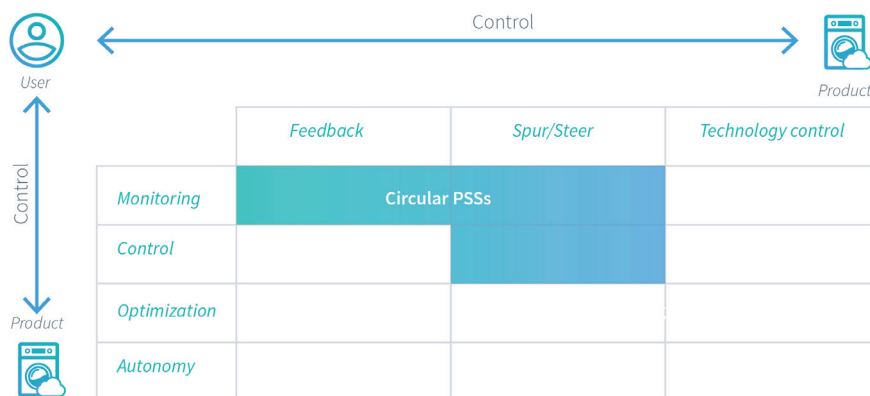 Control
User
Product
Control
Feedback
Spur/Steer
Technology control
Monitoring
Circular PSSs
Control
Optimization
Product
Autonomy